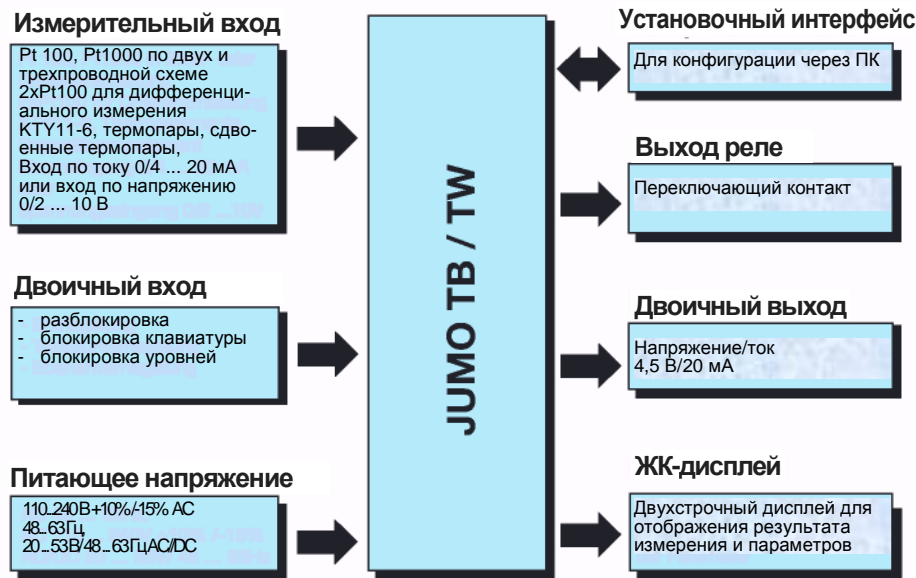 Измерительный вход
Pt 100, Pt1000 по двух и
трехпроводной схеме
2xPt100 для дифференци-
ального измерения
KTY11-6, термопары, сдво-
енные термопары,
Вход по току 0/4 ... 20 мА
или вход по напряжению
0/2 ... 10 В
Двоичный вход
- разблокировка
- блокировка клавиатуры
- блокировка уровней
Питающее напряжение
110...240В +10%/-15% AC
48...63Гц,
20...53В/48...63Гц AC/DC
JUMO TB / TW
Установочный интерфейс
Для конфигурации через ПК
Выход реле
Переключающий контакт
Двоичный выход
Напряжение/ток
4,5 В/20 мА
ЖК-дисплей
Двухстрочный дисплей для
отображения результата
измерения и параметров